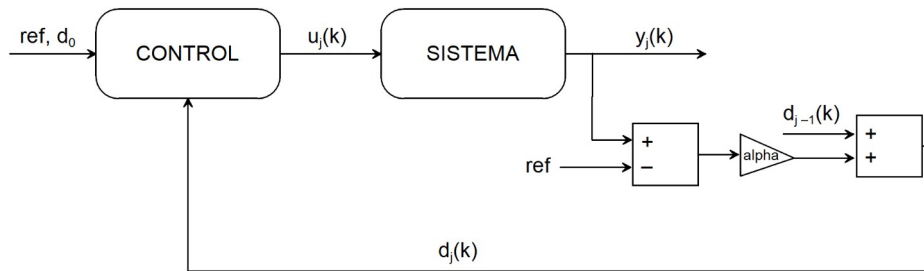 ref, d₀
CONTROL
uⱼ(k)
SISTEMA
yⱼ(k)
+
ref
−
alpha
dⱼ₋₁(k)
+
+
dⱼ(k)